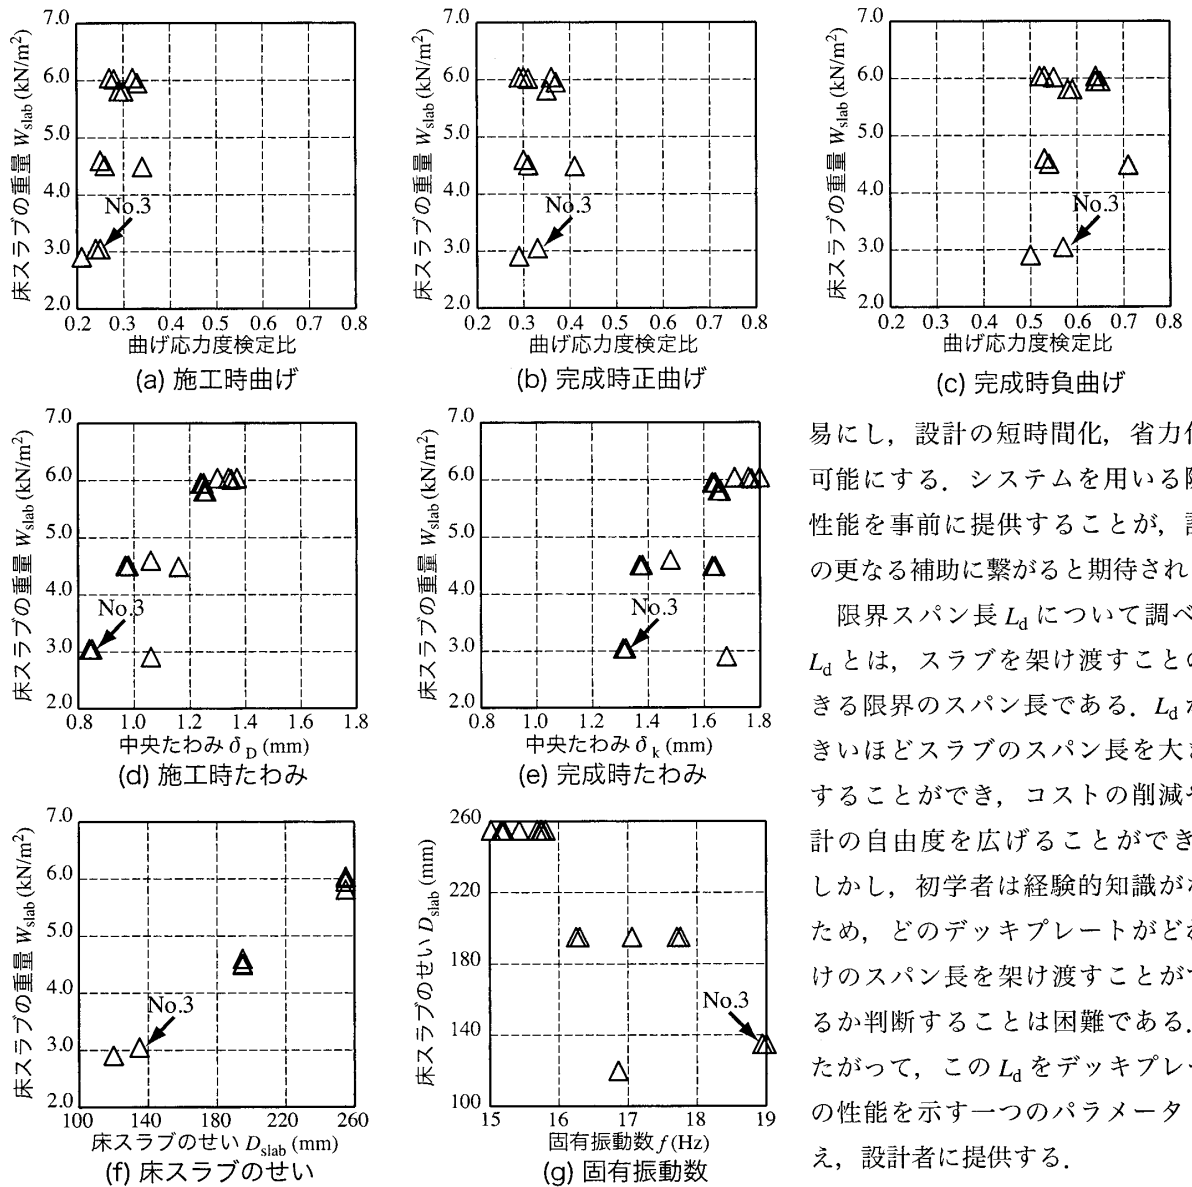 7.0
6.0
5.0
4.0
3.0
2.0
床スラブの重量 Wslab (kN/m²)
No.3
0.2 0.3 0.4 0.5 0.6 0.7 0.8
曲げ応力度検定比
(a) 施工時曲げ
7.0
6.0
5.0
4.0
3.0
2.0
床スラブの重量 Wslab (kN/m²)
No.3
0.2 0.3 0.4 0.5 0.6 0.7 0.8
曲げ応力度検定比
(b) 完成時正曲げ
7.0
6.0
5.0
4.0
3.0
2.0
床スラブの重量 Wslab (kN/m²)
No.3
0.2 0.3 0.4 0.5 0.6 0.7 0.8
曲げ応力度検定比
(c) 完成時負曲げ
7.0
6.0
5.0
4.0
3.0
2.0
床スラブの重量 Wslab (kN/m²)
No.3
0.8 1.0 1.2 1.4 1.6 1.8
中央たわみ δD (mm)
(d) 施工時たわみ
7.0
6.0
5.0
4.0
3.0
2.0
床スラブの重量 Wslab (kN/m²)
No.3
0.8 1.0 1.2 1.4 1.6 1.8
中央たわみ δk (mm)
(e) 完成時たわみ
7.0
6.0
5.0
4.0
3.0
2.0
床スラブの重量 Wslab (kN/m²)
No.3
100 140 180 220 260
床スラブのせい Dslab (mm)
(f) 床スラブのせい
260
220
180
140
100
床スラブのせい Dslab (mm)
No.3
15 16 17 18 19
固有振動数 f (Hz)
(g) 固有振動数
易にし，設計の短時間化，省力
可能にする．システムを用いる
性能を事前に提供することが，
の更なる補助に繋がると期待され
限界スパン長 Ld について調べ
Ld とは，スラブを架け渡すことの
きる限界のスパン長である．Ld
きいほどスラブのスパン長を大
することができ，コストの削減
計の自由度を広げることができ
しかし，初学者は経験的知識が
ため，どのデッキプレートがどれ
けのスパン長を架け渡すことが
るか判断することは困難である．
たがって，この Ld をデッキプレー
の性能を示す一つのパラメータ
え，設計者に提供する．